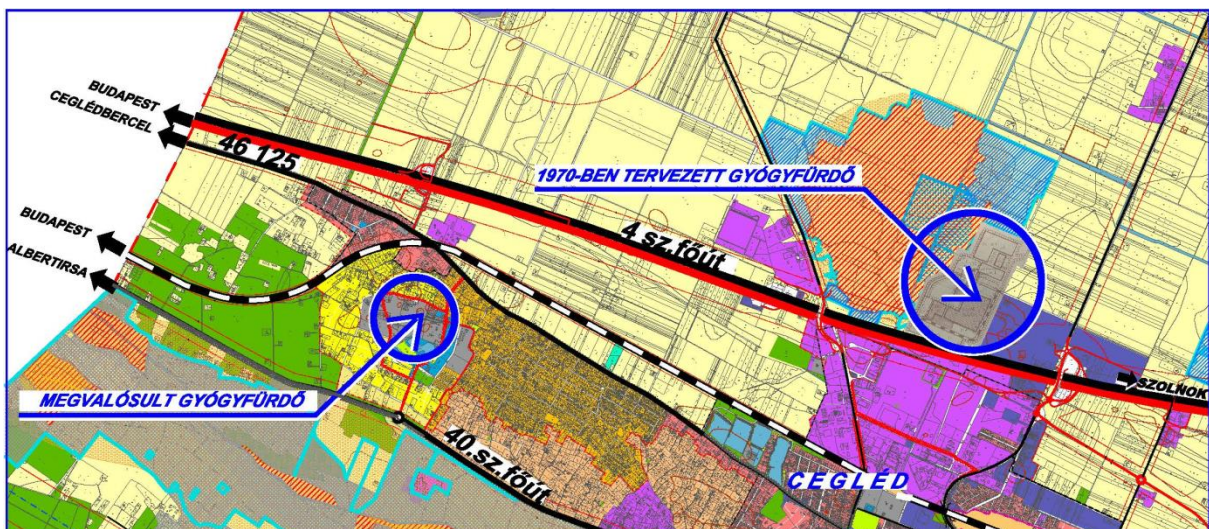 BUDAPEST
CEGLÉDBERCEL
46 125
1970-BEN TERVEZETT GYÓGYFÜRDŐ
BUDAPEST
ALBERTIRSA
4.sz.főút
SZOLNOK
MEGVALÓSULT GYÓGYFÜRDŐ
40.sz.főút
CEGLÉD